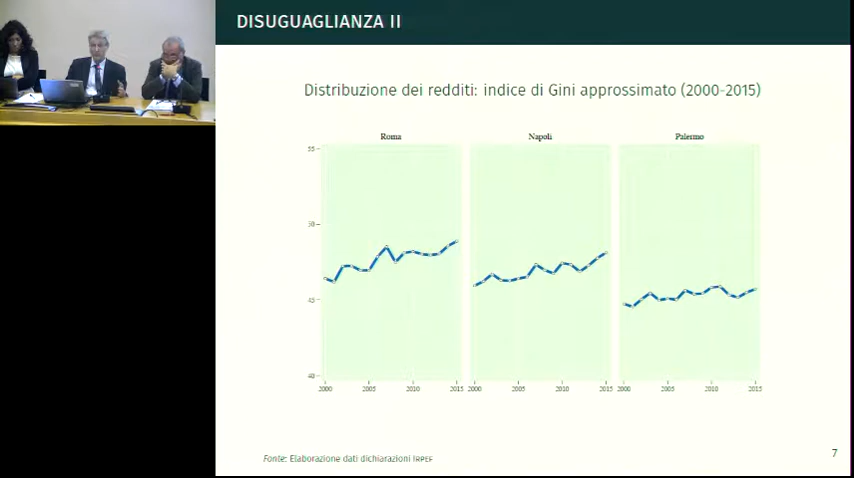 DISUGUAGLIANZA II
Distribuzione dei redditi: indice di Gini approssimato (2000-2015)
Roma Napoli Palermo
55
50
45
40
2000 2005 2010 2015 2000 2005 2010 2015 2000 2005 2010 2015
Fonte: Elaborazione dati dichiarazioni IRPEF
7